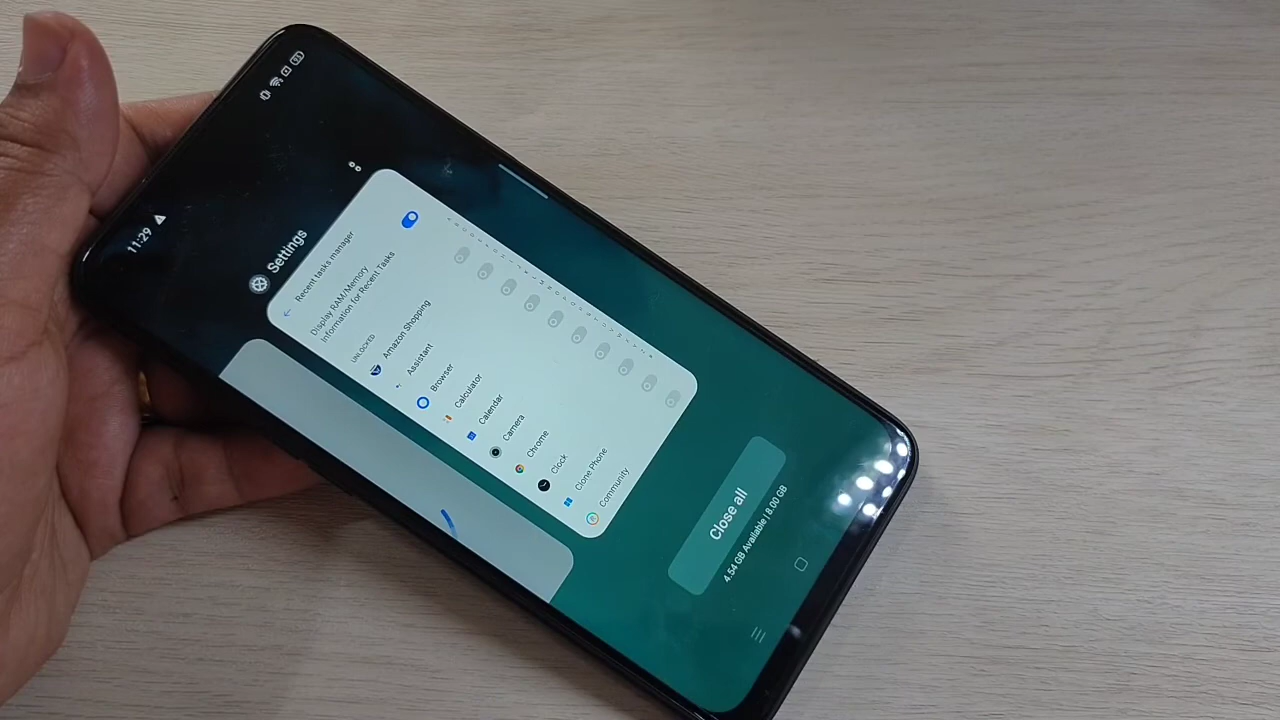 11:29
Settings
Recent tasks manager
Display RAM/Memory
Information for Recent Tasks
UNLOCKED
Amazon Shopping
Assistant
Browser
Calculator
Calendar
Camera
Chrome
Clock
Clone Phone
Community
Close all
4.54 GB Available | 8.00 GB